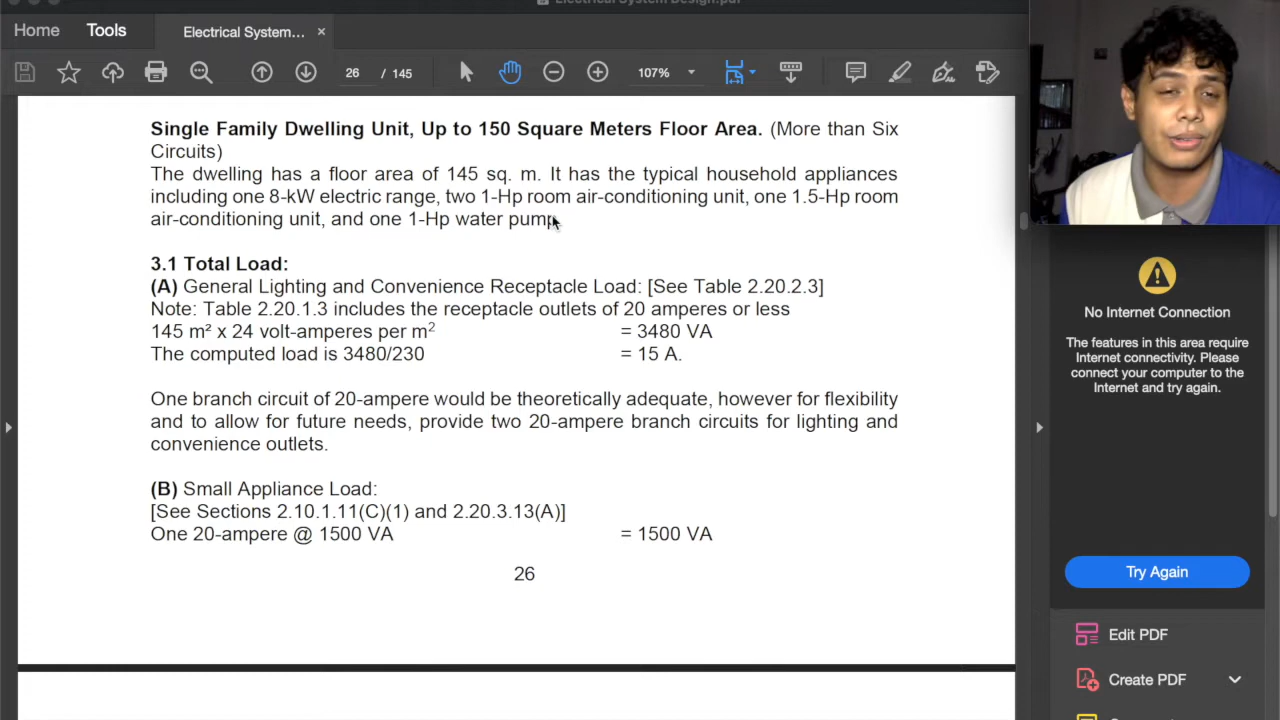 Electrical System Design.pdf
Home
Tools
Electrical System...
26 / 145
107%
Single Family Dwelling Unit, Up to 150 Square Meters Floor Area. (More than Six
Circuits)
The dwelling has a floor area of 145 sq. m. It has the typical household appliances
including one 8-kW electric range, two 1-Hp room air-conditioning unit, one 1.5-Hp room
air-conditioning unit, and one 1-Hp water pump
3.1 Total Load:
(A) General Lighting and Convenience Receptacle Load: [See Table 2.20.2.3]
Note: Table 2.20.1.3 includes the receptacle outlets of 20 amperes or less
145 m² x 24 volt-amperes per m² = 3480 VA
The computed load is 3480/230 = 15 A.
One branch circuit of 20-ampere would be theoretically adequate, however for flexibility
and to allow for future needs, provide two 20-ampere branch circuits for lighting and
convenience outlets.
(B) Small Appliance Load:
[See Sections 2.10.1.11(C)(1) and 2.20.3.13(A)]
One 20-ampere @ 1500 VA = 1500 VA
26
No Internet Connection
The features in this area require
Internet connectivity. Please
connect your computer to the
Internet and try again.
Try Again
Edit PDF
Create PDF